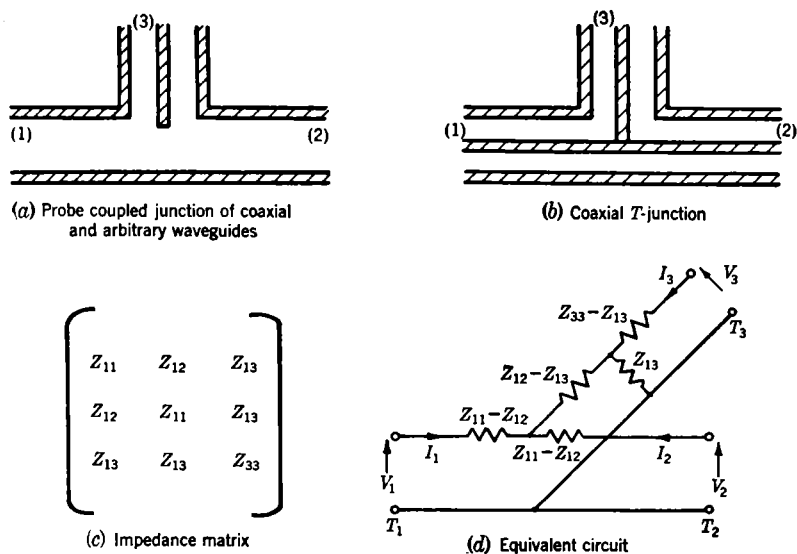 (3)
(1)
(2)
(a) Probe coupled junction of coaxial
and arbitrary waveguides
(3)
(1)
(2)
(b) Coaxial T-junction
Z11 Z12 Z13
Z12 Z11 Z13
Z13 Z13 Z33
(c) Impedance matrix
I3
V3
Z33−Z13
T3
Z13
Z12−Z13
Z11−Z12
I1
Z11−Z12
I2
V1
V2
T1
T2
(d) Equivalent circuit